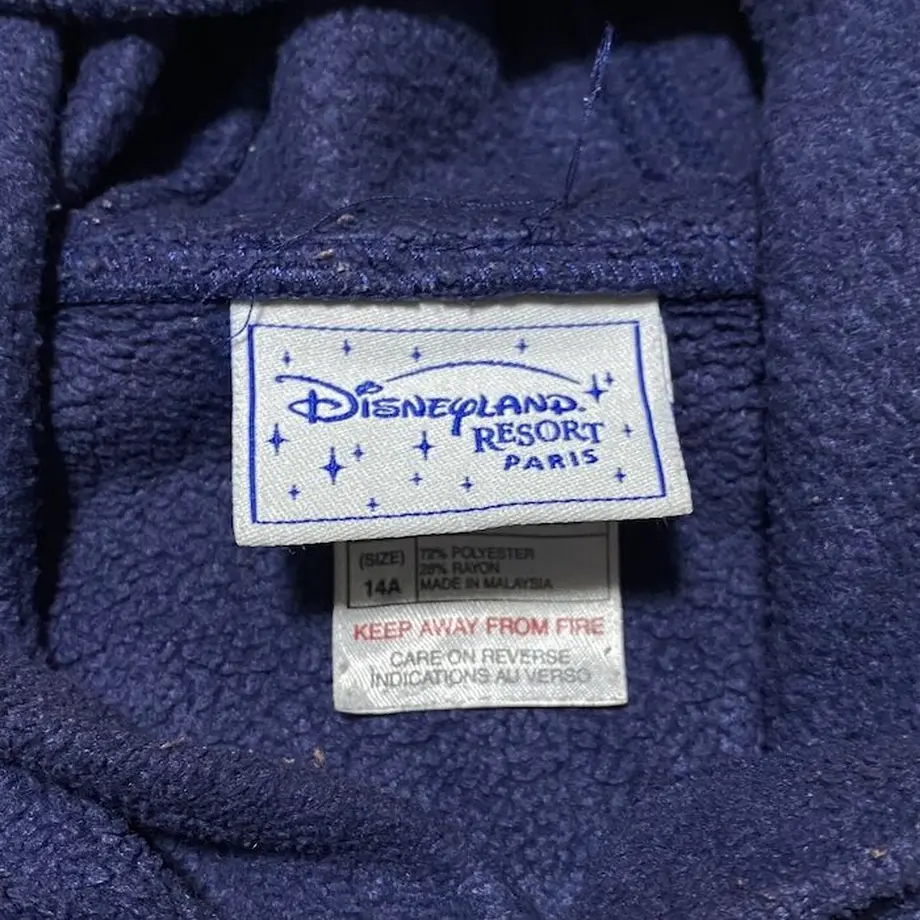 DISNEYLAND
RESORT
PARIS
(SIZE)
14A
72% POLYESTER
28% RAYON
MADE IN MALAYSIA
KEEP AWAY FROM FIRE
CARE ON REVERSE
INDICATIONS AU VERSO